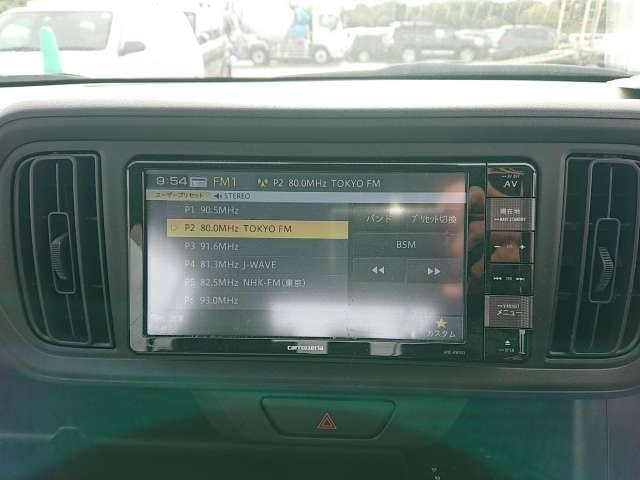 9:54 FM1 P2 80.0MHz TOKYO FM
ユーザープリセット STEREO
P1 90.5MHz
P2 80.0MHz TOKYO FM
P3 91.6MHz
P4 81.3MHz J-WAVE
P5 82.5MHz NHK-FM(東京)
P6 93.0MHz
バンド プリセット切換
BSM
カスタム
AV
現在地
メニュー
carrozzeria